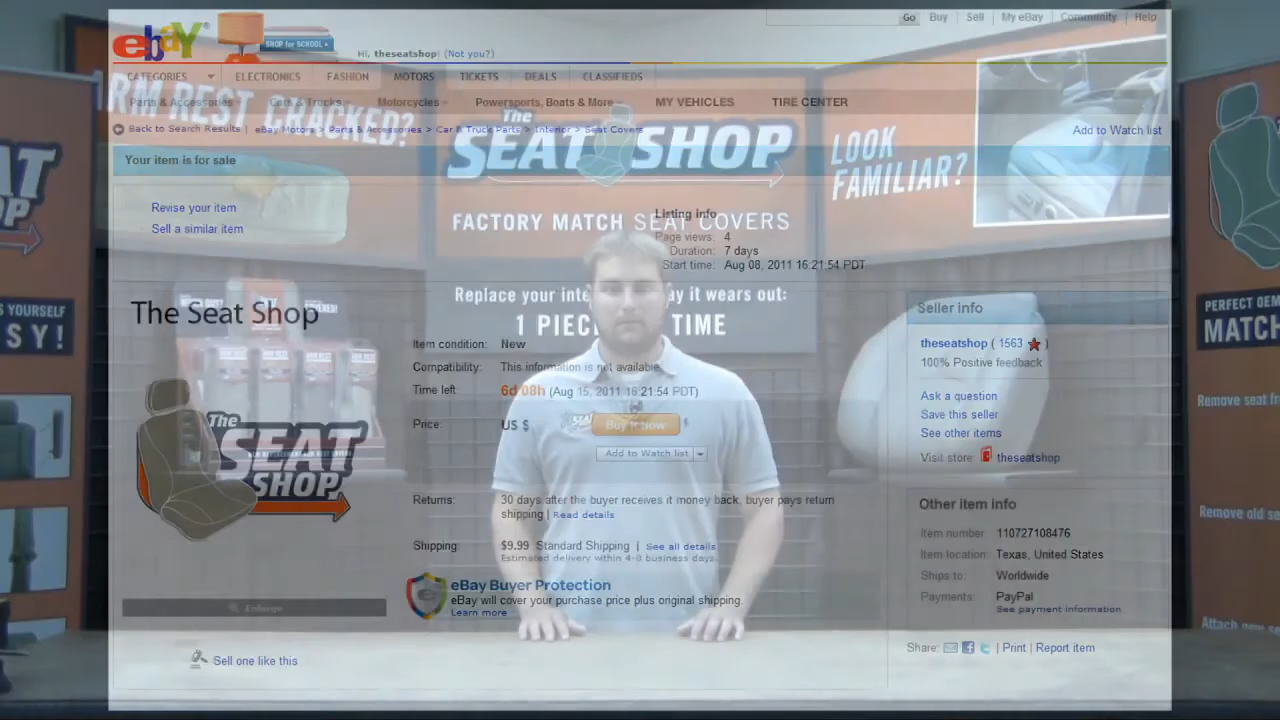 ebaY
SHOP for SCHOOL
Hi, theseatshop! (Not you?)
Go Buy Sell My eBay Community Help
CATEGORIES ELECTRONICS FASHION MOTORS TICKETS DEALS CLASSIFIEDS
Parts & Accessories Cars & Trucks Motorcycles Powersports, Boats & More MY VEHICLES TIRE CENTER
Back to Search Results | eBay Motors > Parts & Accessories > Car & Truck Parts > Interior > Seat Covers
Add to Watch list
Your item is for sale
RM REST CRACKED?
The
SEAT SHOP
LOOK
FAMILIAR?
FACTORY MATCH SEAT COVERS
Revise your item
Sell a similar item
Listing info
Page views: 4
Duration: 7 days
Start time: Aug 08, 2011 16:21:54 PDT
Replace your
it wears out:
1 PIEC
TIME
The Seat Shop
The
SEAT
SHOP
Enlarge
Sell one like this
Item condition: New
Compatibility: This information is not available
Time left: 6d 08h (Aug 15, 2011 16:21:54 PDT)
Price: US $ Buy It Now
Add to Watch list
Returns: 30 days after the buyer receives it money back, buyer pays return
shipping | Read details
Shipping: $9.99 Standard Shipping | See all details
Estimated delivery within 4-8 business days.
eBay Buyer Protection
eBay will cover your purchase price plus original shipping.
Learn more
Seller info
theseatshop ( 1563 )
100% Positive feedback
Ask a question
Save this seller
See other items
Visit store: theseatshop
Other item info
Item number 110727108476
Item location: Texas, United States
Ships to: Worldwide
Payments: PayPal
See payment information
Share: | Print | Report item
AT
OP
YOURSELF
SY!
PERFECT OEM
MATCH
Remove seat fr
Remove old se
Attach new se